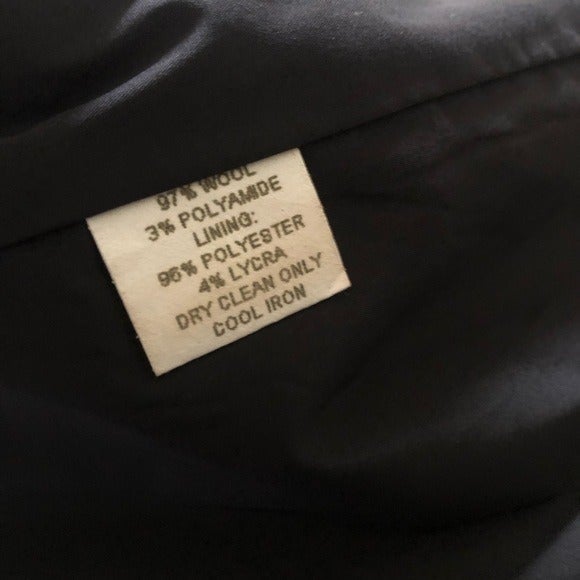 97% WOOL
3% POLYAMIDE
LINING:
96% POLYESTER
4% LYCRA
DRY CLEAN ONLY
COOL IRON